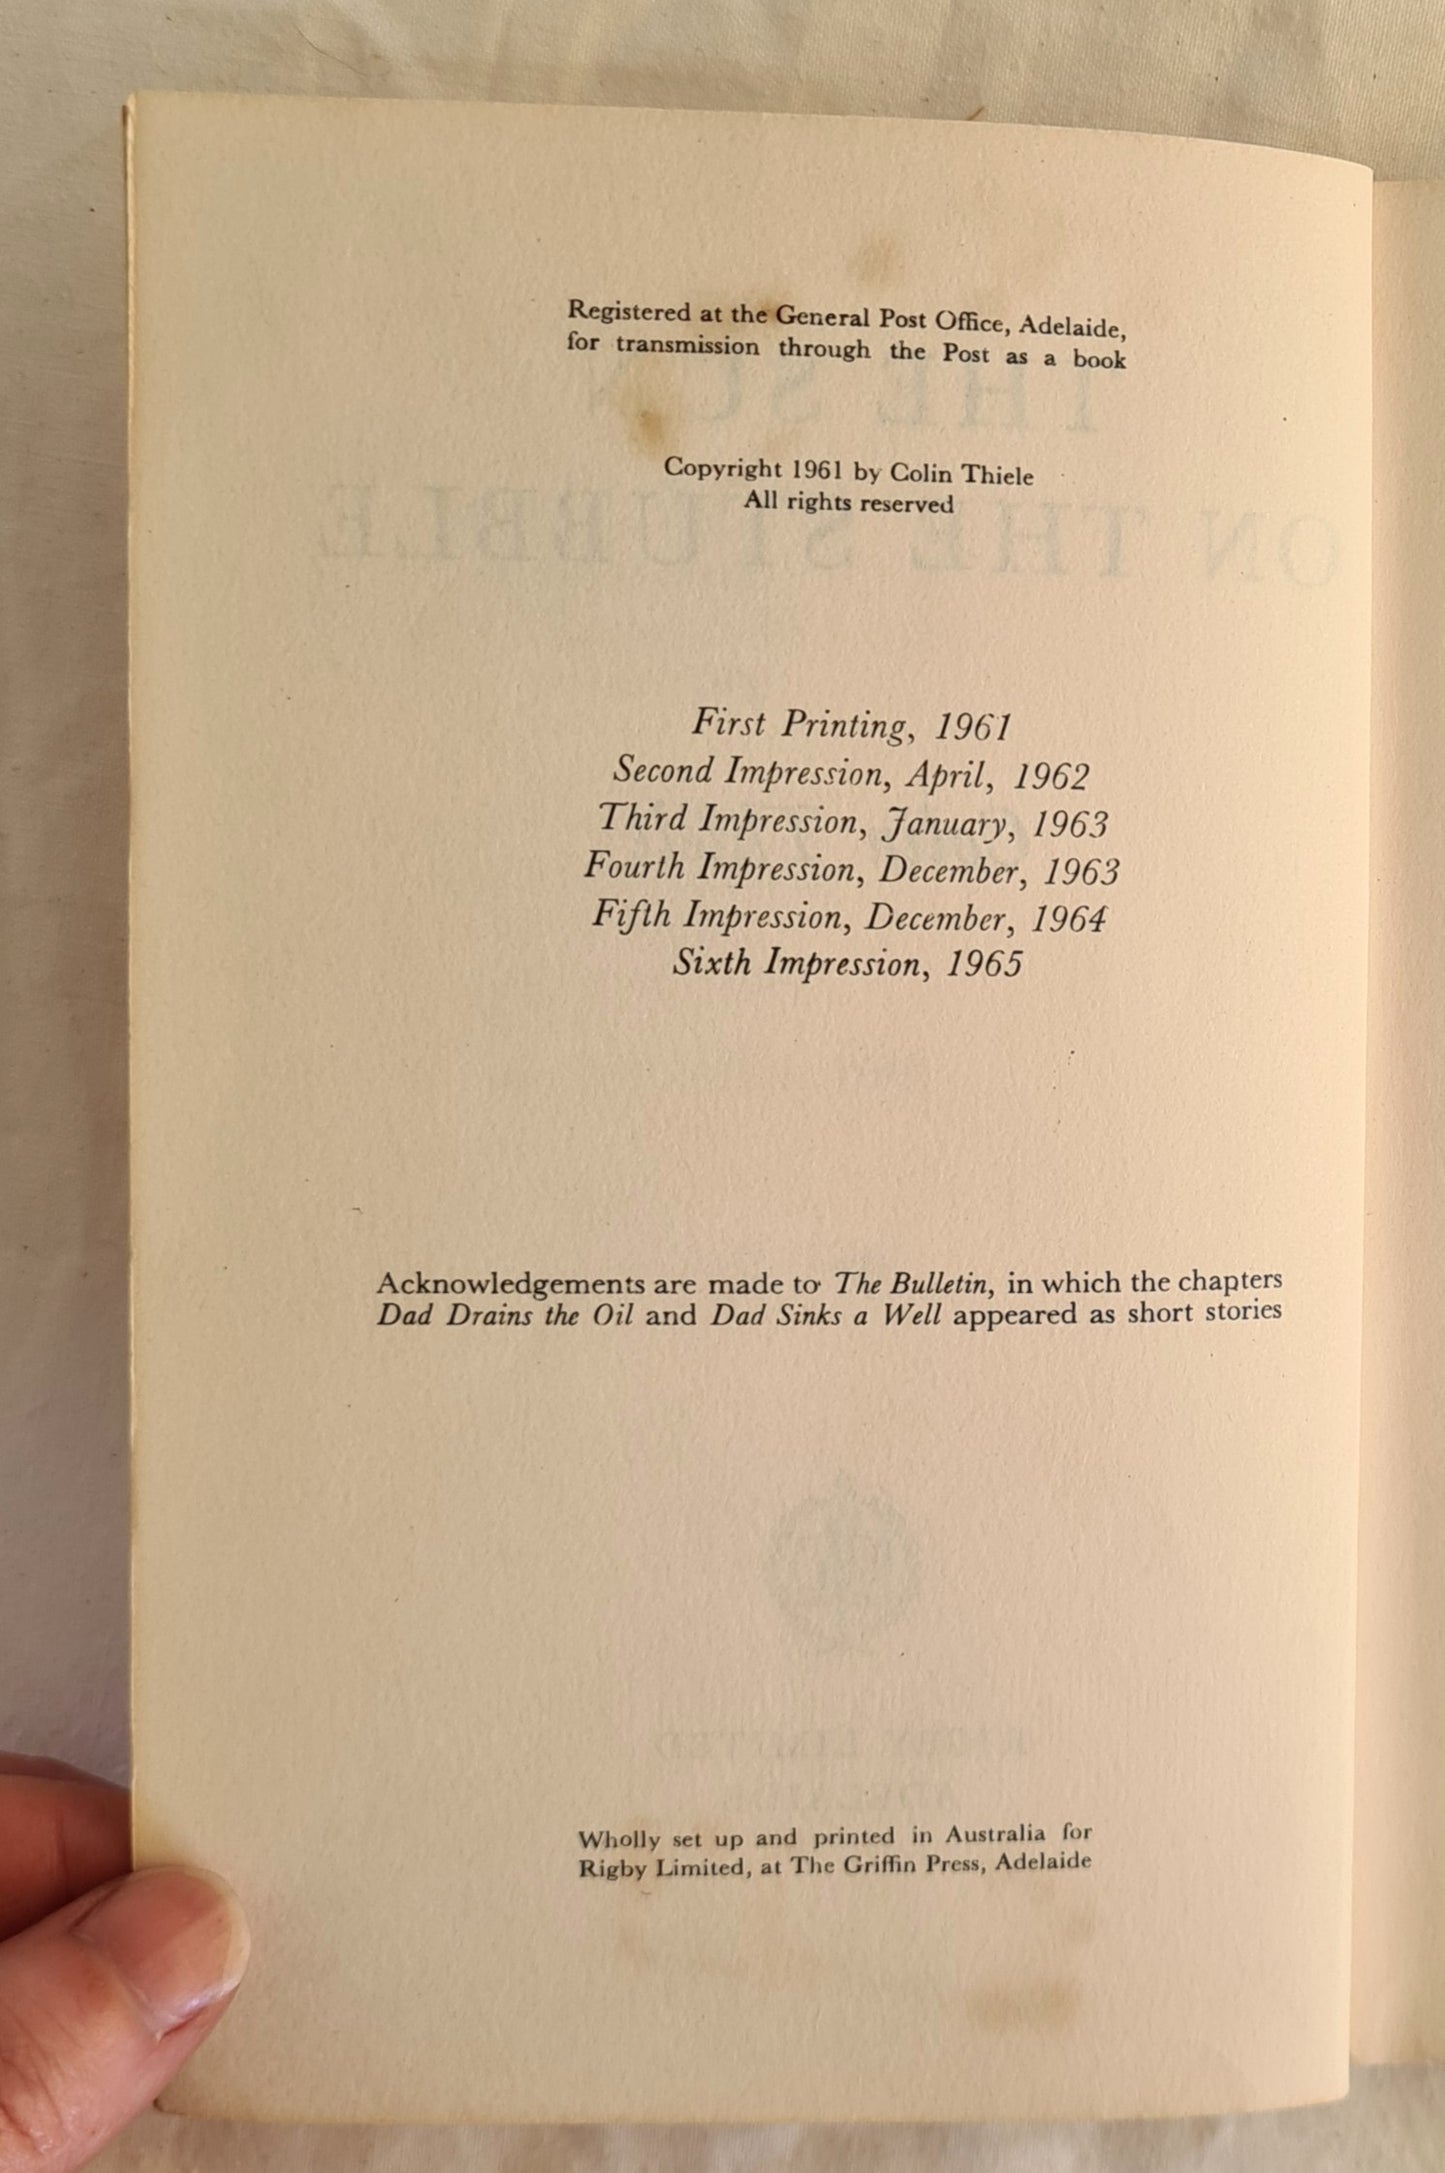 Registered at the General Post Office, Adelaide,
for transmission through the Post as a book
Copyright 1961 by Colin Thiele
All rights reserved
First Printing, 1961
Second Impression, April, 1962
Third Impression, January, 1963
Fourth Impression, December, 1963
Fifth Impression, December, 1964
Sixth Impression, 1965
Acknowledgements are made to The Bulletin, in which the chapters
Dad Drains the Oil and Dad Sinks a Well appeared as short stories
Wholly set up and printed in Australia for
Rigby Limited, at The Griffin Press, Adelaide